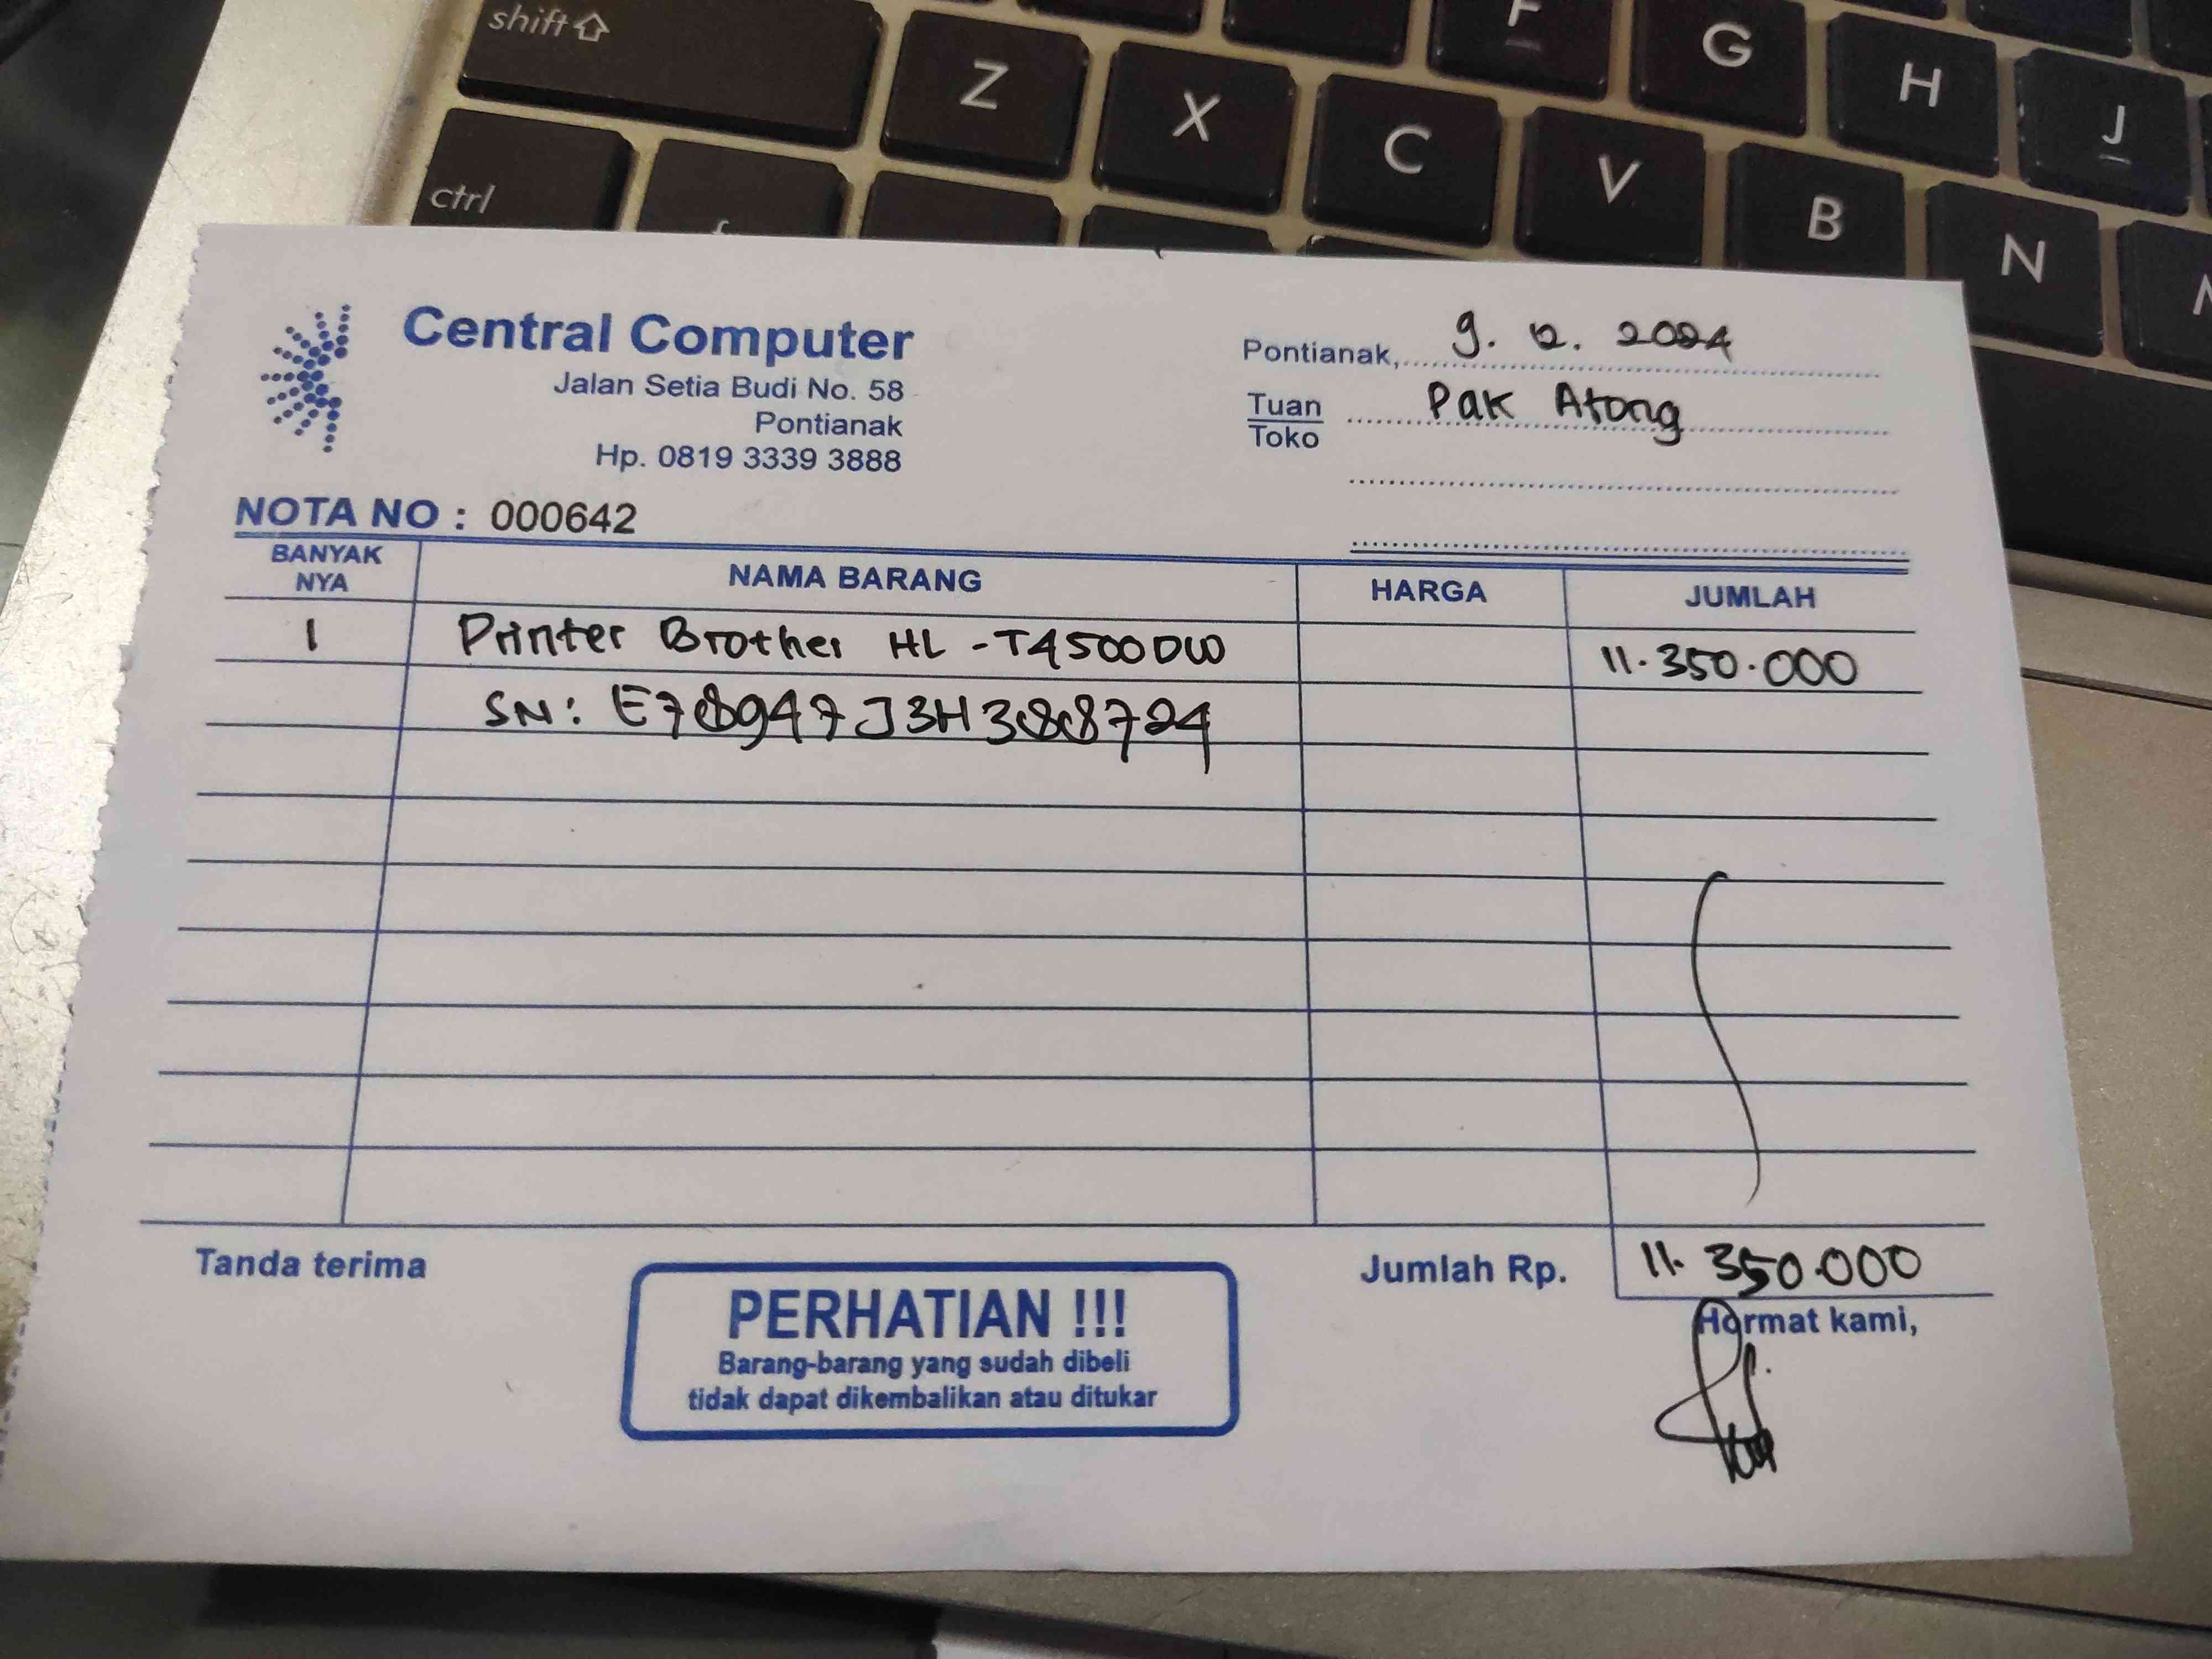 shift
Z
X
C
V
B
N
F
G
H
J
ctrl
Central Computer
Jalan Setia Budi No. 58
Pontianak
Hp. 0819 3339 3888
Pontianak, 9. 12. 2024
Tuan Pak Atong
Toko
NOTA NO : 000642
BANYAK NYA NAMA BARANG HARGA JUMLAH
1 Printer Brother HL-T4500DW 11.350.000
SN: E78947J3H388724
Tanda terima
PERHATIAN !!!
Barang-barang yang sudah dibeli
tidak dapat dikembalikan atau ditukar
Jumlah Rp. 11.350.000
Hormat kami,